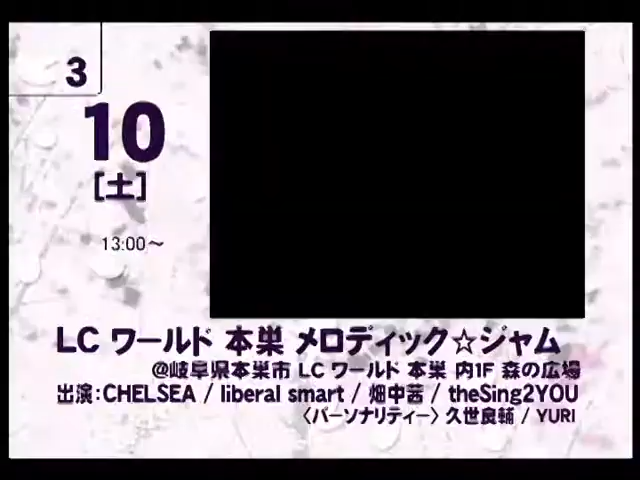 3
10
[土]
13:00～
LC ワールド 本巣 メロディック☆ジャム
@岐阜県本巣市 LC ワールド 本巣 内1F 森の広場
出演：CHELSEA / liberal smart / 畑中茜 / theSing2YOU
〈パーソナリティー〉久世良輔 / YURI